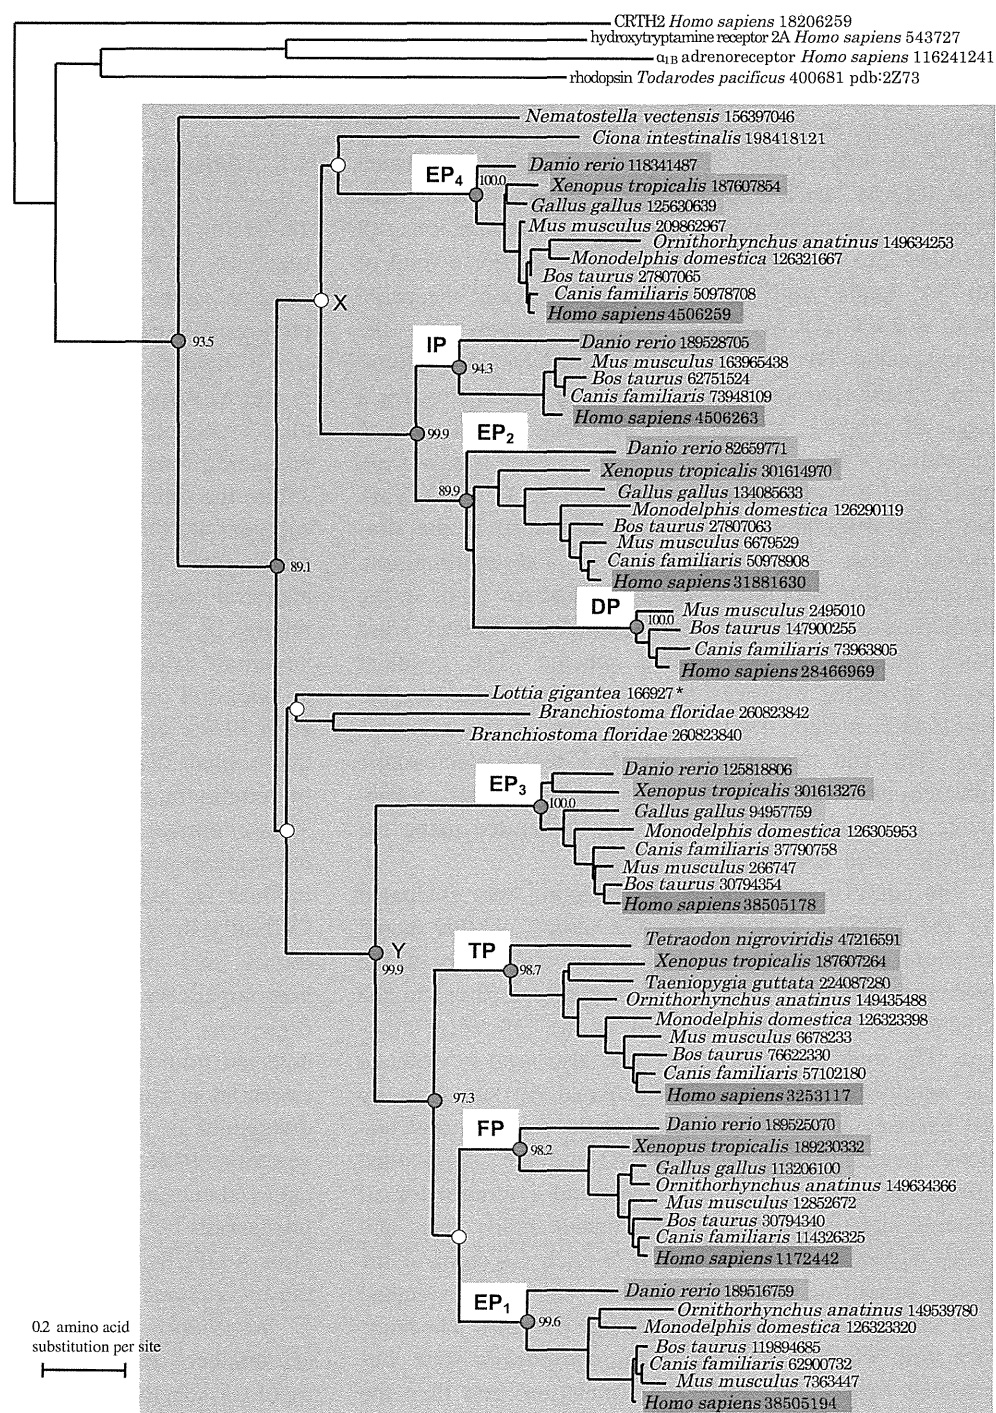 CRTH2 Homo sapiens 18206259
hydroxytryptamine receptor 2A Homo sapiens 543727
α1B adrenoreceptor Homo sapiens 116241241
rhodopsin Todarodes pacificus 400681 pdb:2Z73
Nematostella vectensis 156397046
Ciona intestinalis 198418121
Danio rerio 118341487
EP4
100.0
Xenopus tropicalis 187607854
Gallus gallus 125630639
Mus musculus 209862967
Ornithorhynchus anatinus 149634253
Monodelphis domestica 126321667
Bos taurus 27807065
Canis familiaris 50978708
X
Homo sapiens 4506259
93.5
Danio rerio 189528705
IP
Mus musculus 163965438
94.3
Bos taurus 62751524
Canis familiaris 73948109
Homo sapiens 4506263
99.9
EP2
Danio rerio 82659771
Xenopus tropicalis 301614970
89.9
Gallus gallus 134085633
Monodelphis domestica 126290119
Bos taurus 27807063
Mus musculus 6679529
Canis familiaris 50978908
89.1
Homo sapiens 31881630
DP
Mus musculus 2495010
100.0
Bos taurus 147900255
Canis familiaris 73963805
Homo sapiens 28466969
Lottia gigantea 166927 *
Branchiostoma floridae 260823842
Branchiostoma floridae 260823840
Danio rerio 125818806
EP3
Xenopus tropicalis 301613276
100.0
Gallus gallus 94957759
Monodelphis domestica 126305953
Canis familiaris 37790758
Mus musculus 266747
Bos taurus 30794354
Homo sapiens 38505178
Y
99.9
TP
Tetraodon nigroviridis 47216591
Xenopus tropicalis 187607264
98.7
Taeniopygia guttata 224087280
Ornithorhynchus anatinus 149435488
Monodelphis domestica 126323398
Mus musculus 6678233
Bos taurus 76622330
Canis familiaris 57102180
Homo sapiens 3253117
97.3
FP
Danio rerio 189525070
Xenopus tropicalis 189230332
98.2
Gallus gallus 113206100
Ornithorhynchus anatinus 149634366
Mus musculus 12852672
Bos taurus 30794340
Canis familiaris 114326325
Homo sapiens 1172442
EP1
Danio rerio 189516759
Ornithorhynchus anatinus 149539780
99.6
Monodelphis domestica 126323320
Bos taurus 119894685
Canis familiaris 62900732
Mus musculus 7363447
Homo sapiens 38505194
0.2 amino acid
substitution per site